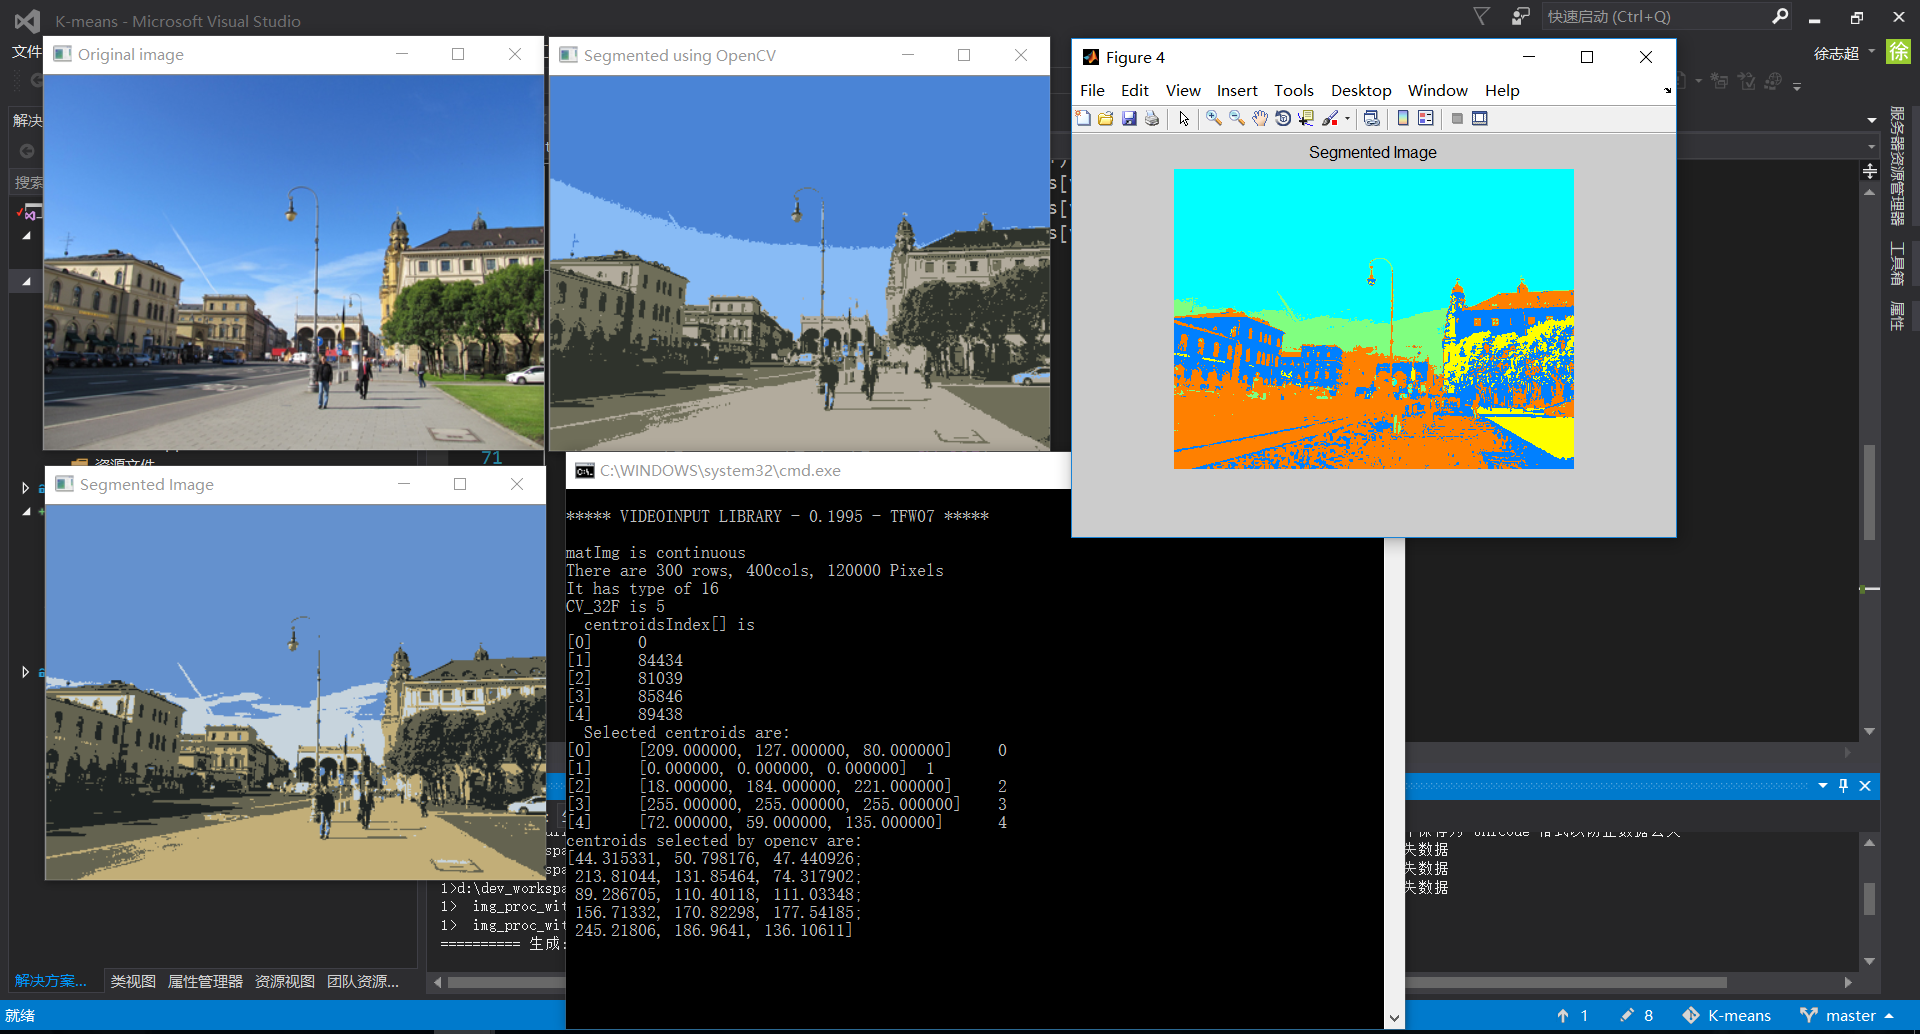 K-means - Microsoft Visual Studio
快速启动 (Ctrl+Q)
文件
徐志超
徐
Original image
Segmented using OpenCV
Figure 4
File Edit View Insert Tools Desktop Window Help
Segmented Image
解决
搜索
服务器资源管理器
工具箱
属性
s[
s[
s[
71
资源文件
Segmented Image
C:\WINDOWS\system32\cmd.exe
***** VIDEOINPUT LIBRARY - 0.1995 - TFW07 *****
matImg is continuous
There are 300 rows, 400cols, 120000 Pixels
It has type of 16
CV_32F is 5
centroidsIndex[] is
[0] 0
[1] 84434
[2] 81039
[3] 85846
[4] 89438
Selected centroids are:
[0] [209.000000, 127.000000, 80.000000] 0
[1] [0.000000, 0.000000, 0.000000] 1
[2] [18.000000, 184.000000, 221.000000] 2
[3] [255.000000, 255.000000, 255.000000] 3
[4] [72.000000, 59.000000, 135.000000] 4
centroids selected by opencv are:
[44.315331, 50.798176, 47.440926;
213.81044, 131.85464, 74.317902;
89.286705, 110.40118, 111.03348;
156.71332, 170.82298, 177.54185;
245.21806, 186.9641, 136.10611]
失数据
失数据
失数据
1>d:\dev_workspa
1> img_proc_wit
1> img_proc_wit
========== 生成:
解决方案... 类视图 属性管理器 资源视图 团队资源...
就绪
1 8 K-means master